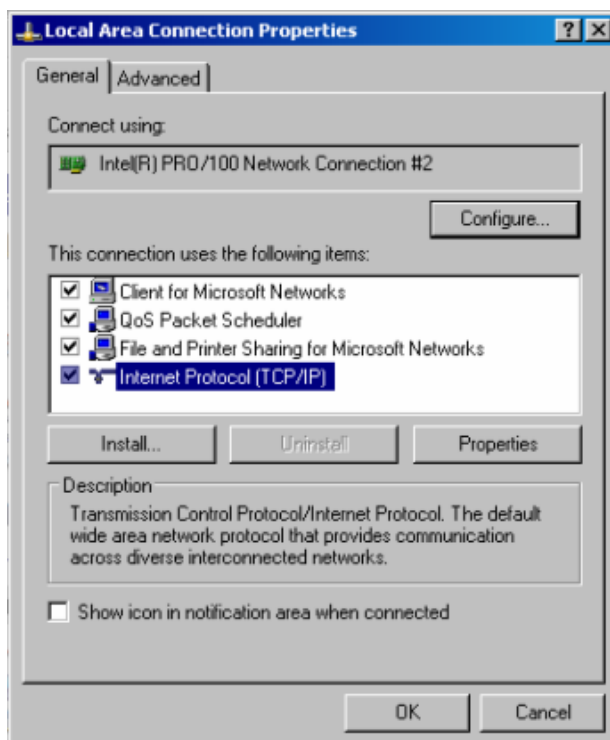 Local Area Connection Properties
General Advanced
Connect using:
Intel(R) PRO/100 Network Connection #2
Configure...
This connection uses the following items:
Client for Microsoft Networks
QoS Packet Scheduler
File and Printer Sharing for Microsoft Networks
Internet Protocol (TCP/IP)
Install... Uninstall Properties
Description
Transmission Control Protocol/Internet Protocol. The default
wide area network protocol that provides communication
across diverse interconnected networks.
Show icon in notification area when connected
OK Cancel